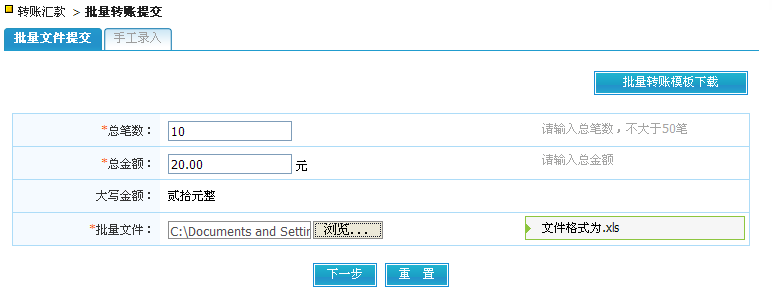 转账汇款 > 批量转账提交
批量文件提交 手工录入
批量转账模板下载
*总笔数： 10 请输入总笔数，不大于50笔
*总金额： 20.00 元 请输入总金额
大写金额： 贰拾元整
*批量文件： C:\Documents and Settin 浏览... 文件格式为.xls
下一步 重 置